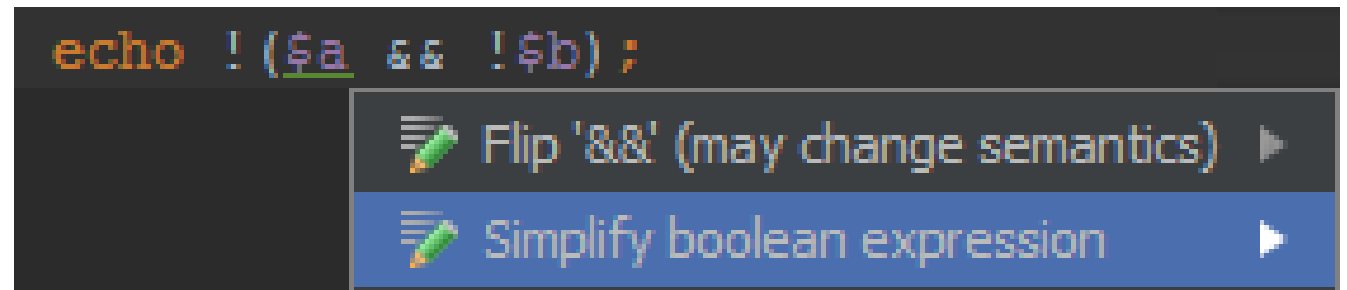 echo !($a && !$b);
Flip '&&' (may change semantics)
Simplify boolean expression